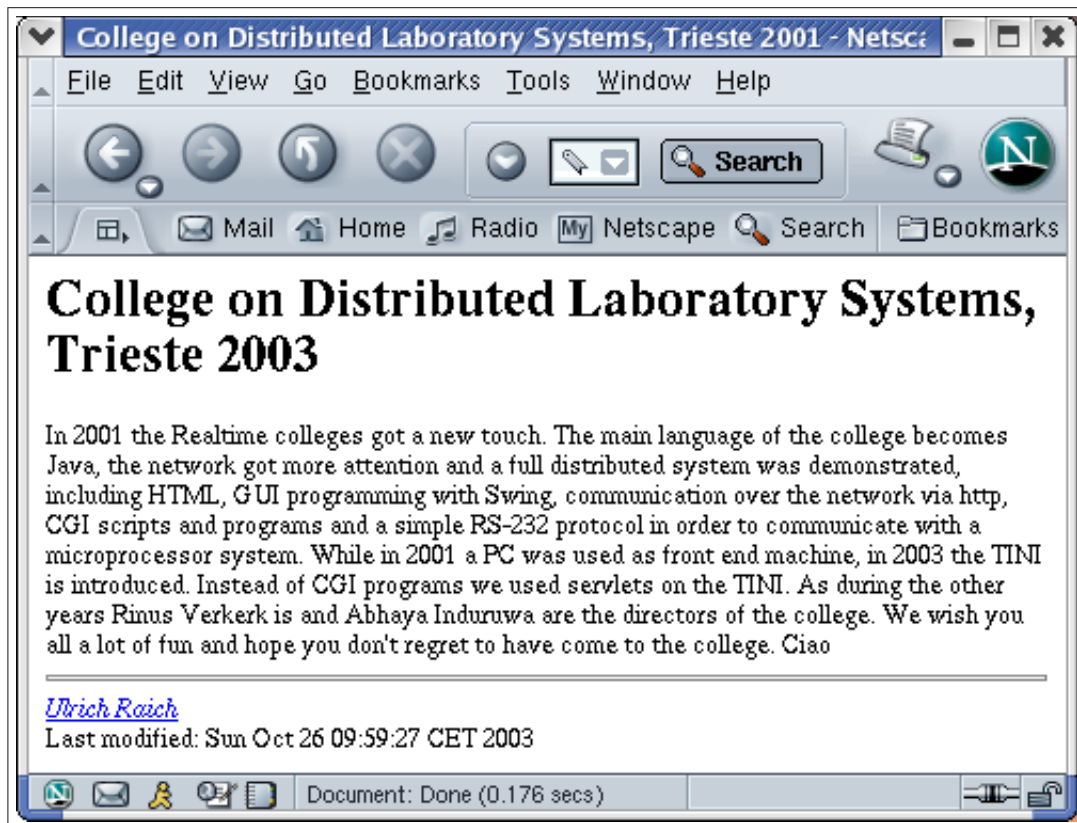 College on Distributed Laboratory Systems, Trieste 2001 - Netsca
File Edit View Go Bookmarks Tools Window Help
Search
N
Mail Home Radio My Netscape Search Bookmarks
College on Distributed Laboratory Systems,
Trieste 2003
In 2001 the Realtime colleges got a new touch. The main language of the college becomes
Java, the network got more attention and a full distributed system was demonstrated,
including HTML, GUI programming with Swing, communication over the network via http,
CGI scripts and programs and a simple RS-232 protocol in order to communicate with a
microprocessor system. While in 2001 a PC was used as front end machine, in 2003 the TINI
is introduced. Instead of CGI programs we used servlets on the TINI. As during the other
years Rinus Verkerk is and Abhaya Induruwa are the directors of the college. We wish you
all a lot of fun and hope you don't regret to have come to the college. Ciao
Ulrich Raich
Last modified: Sun Oct 26 09:59:27 CET 2003
N Document: Done (0.176 secs)